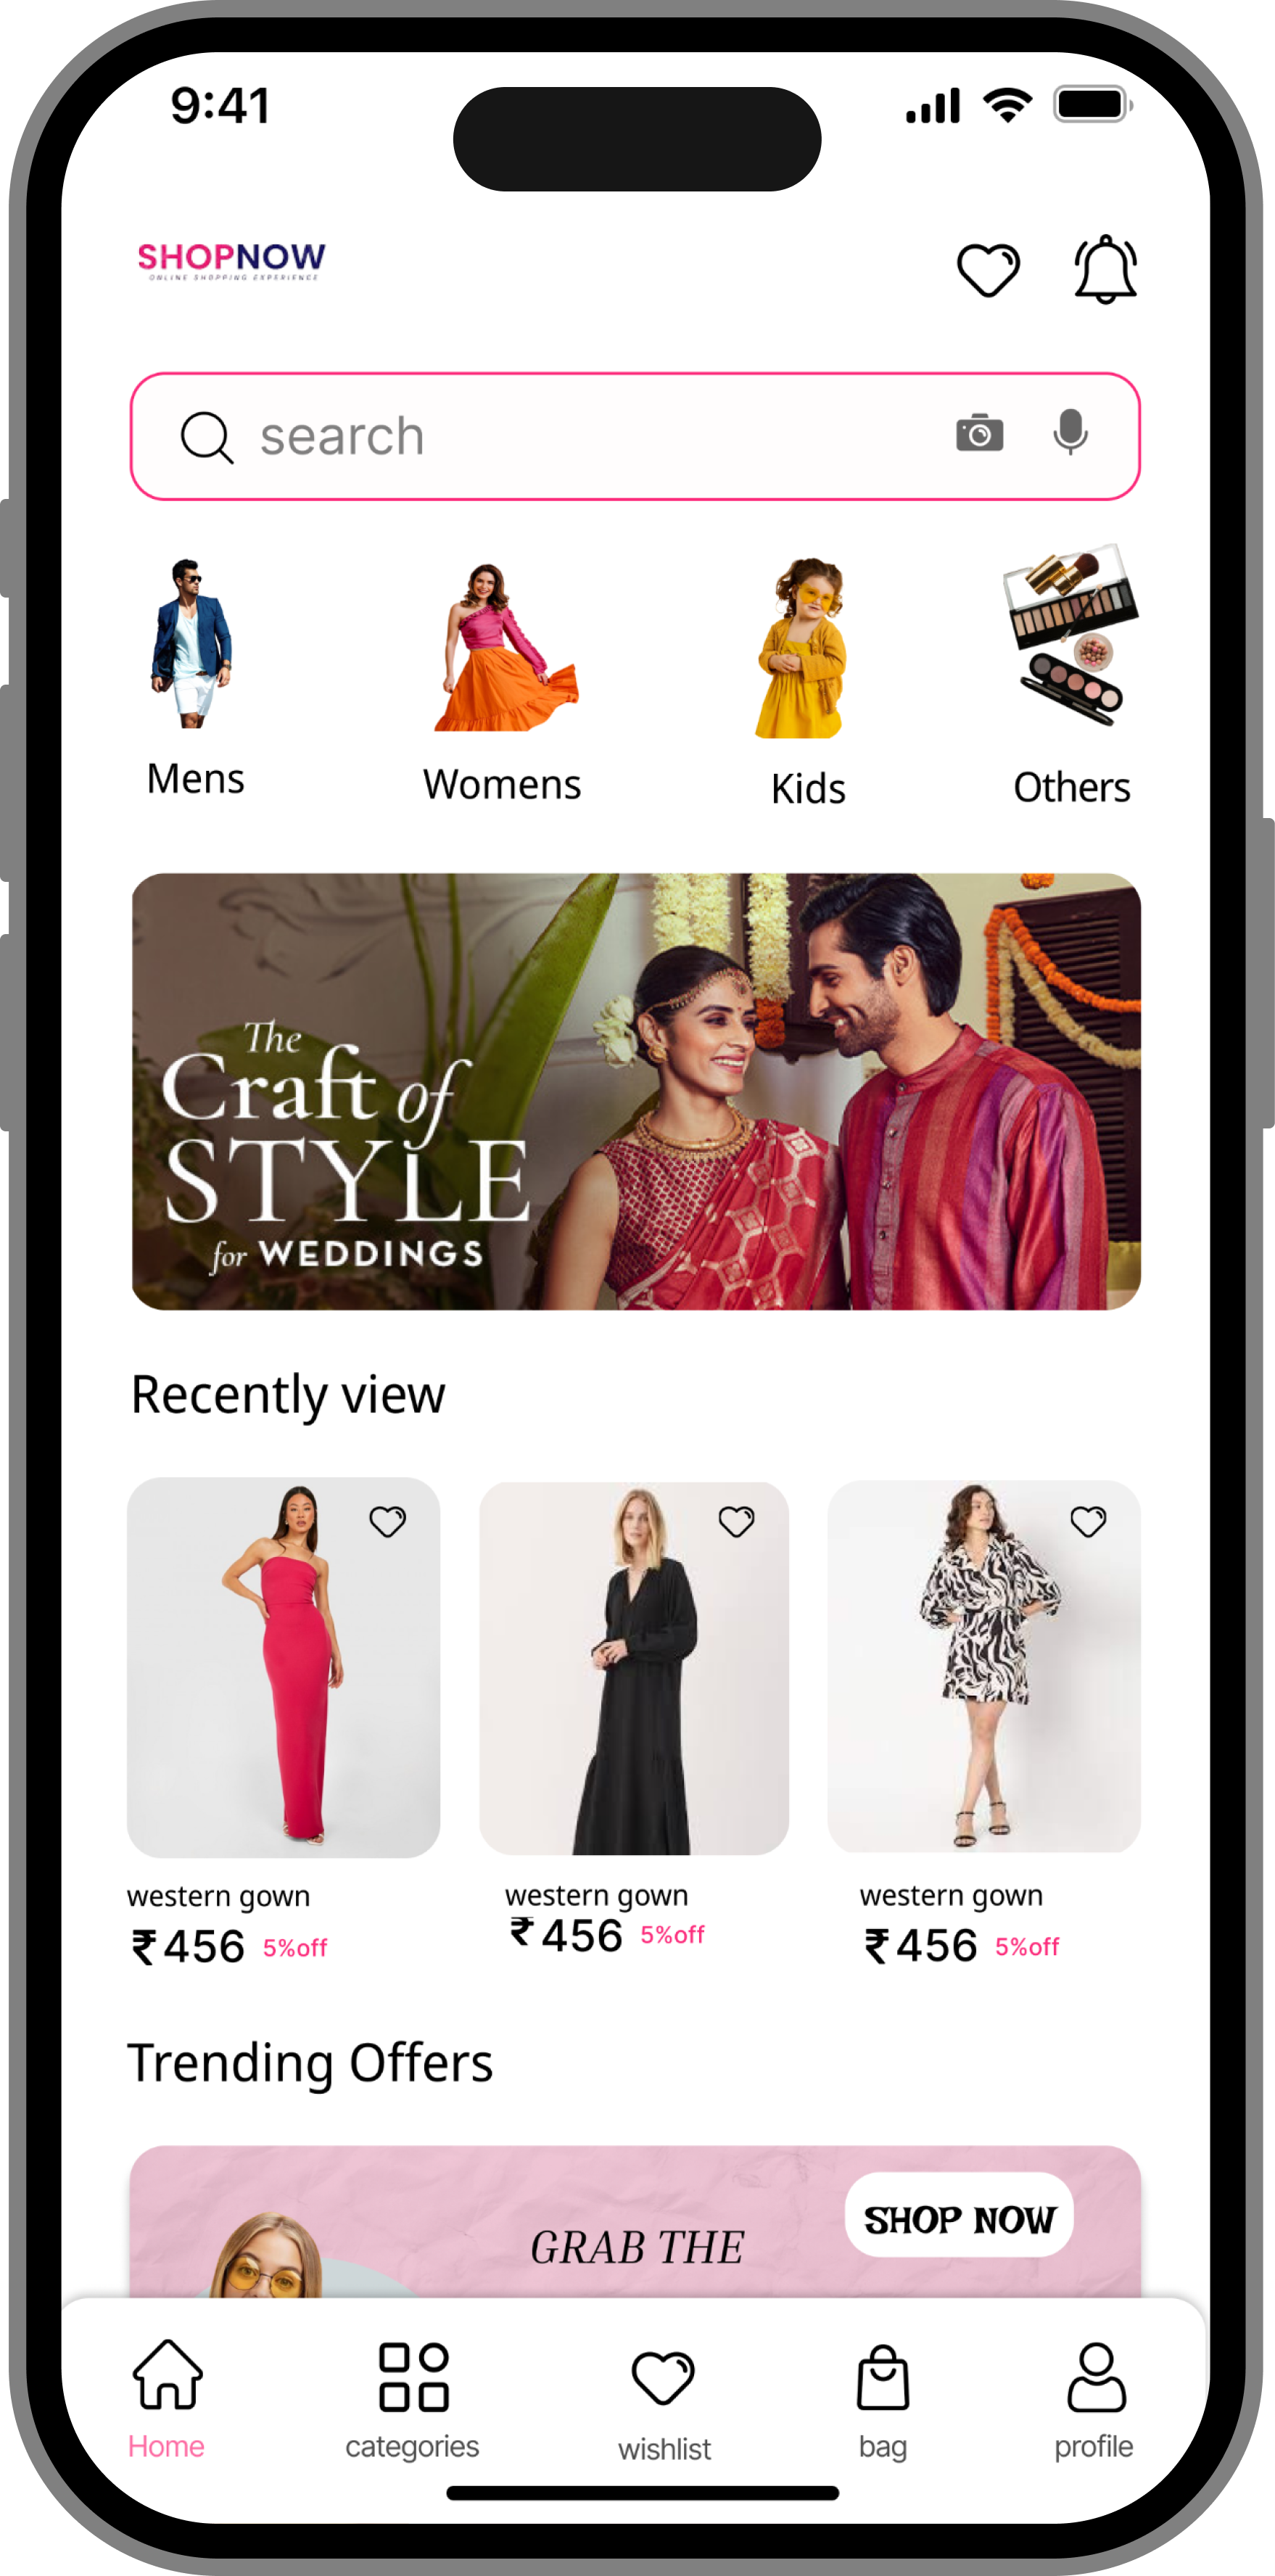 9:41
SHOPNOW
ONLINE SHOPPING EXPERIENCE
search
Mens Womens Kids Others
The
Craft of
STYLE
for WEDDINGS
Recently view
western gown western gown western gown
₹456 5%off ₹456 5%off ₹456 5%off
Trending Offers
SHOP NOW
GRAB THE
Home categories wishlist bag profile